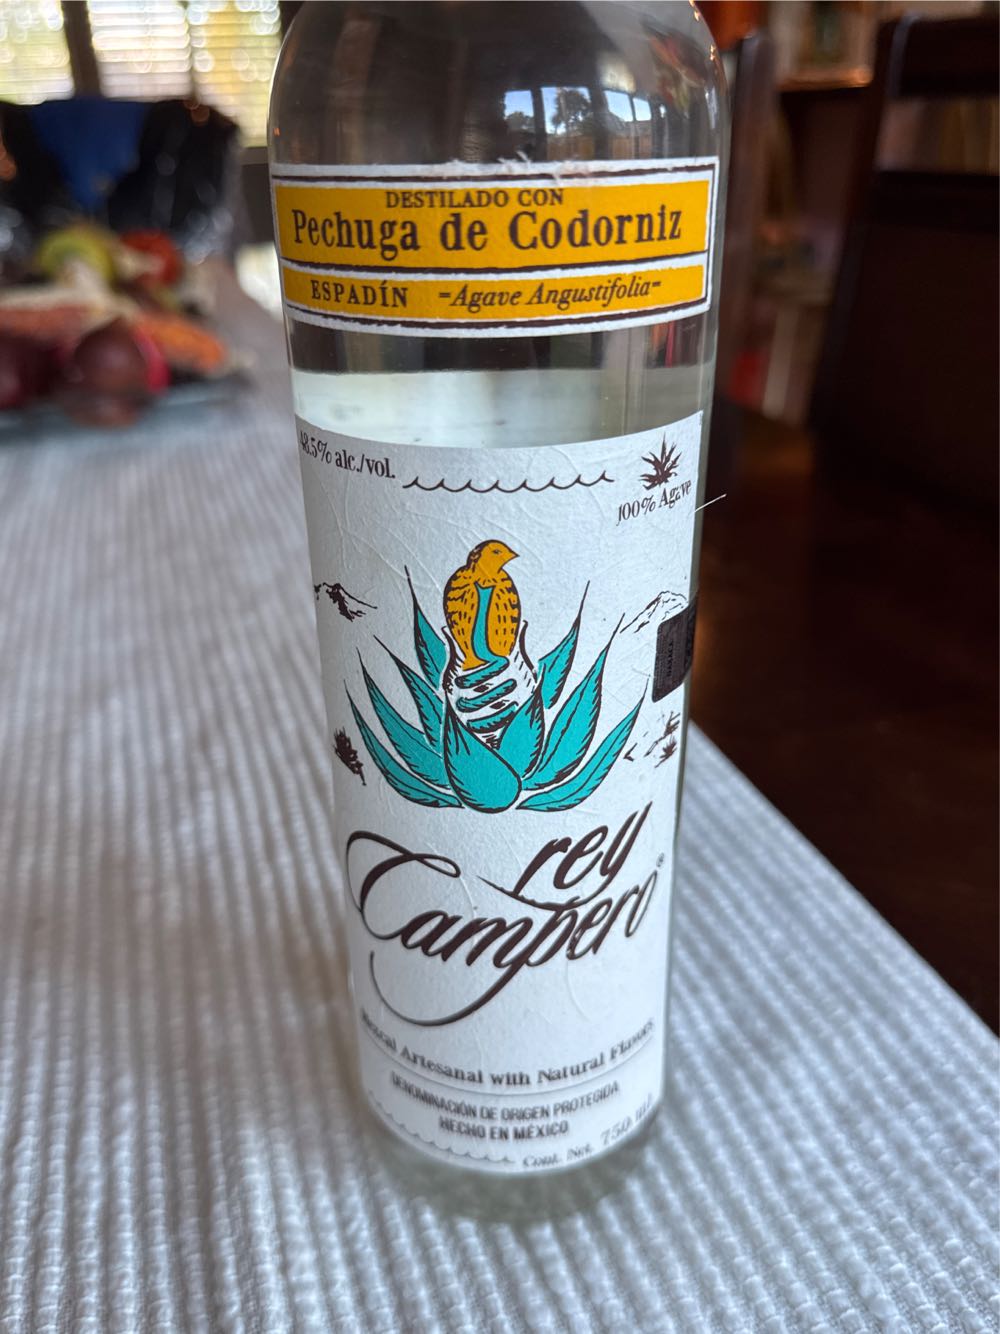 DESTILADO CON
Pechuga de Codorniz
ESPADÍN =Agave Angustifolia=
48.5% alc./vol.
100% Agave
OAXACA
rey
Campero®
Mezcal Artesanal with Natural Flavors
DENOMINACIÓN DE ORIGEN PROTEGIDA
HECHO EN MÉXICO
Cont. Net. 750 ml